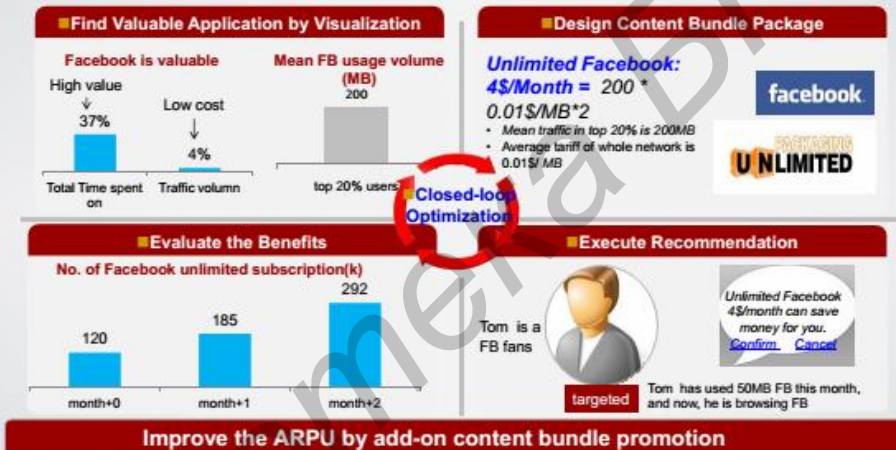 Find Valuable Application by Visualization
Facebook is valuable
High value
37%
Low cost
4%
Total Time spent
on
Traffic volumn
Mean FB usage volume
(MB)
200
top 20% users
Design Content Bundle Package
Unlimited Facebook:
4$/Month = 200 *
0.01$/MB*2
• Mean traffic in top 20% is 200MB
• Average tariff of whole network is
0.01$/ MB
facebook
PACKAGING
UNLIMITED
Closed-loop
Optimization
Evaluate the Benefits
No. of Facebook unlimited subscription(k)
120
185
292
month+0
month+1
month+2
Execute Recommendation
Tom is a
FB fans
targeted
Unlimited Facebook
4$/month can save
money for you.
Confirm Cancel
Tom has used 50MB FB this month,
and now, he is browsing FB
Improve the ARPU by add-on content bundle promotion